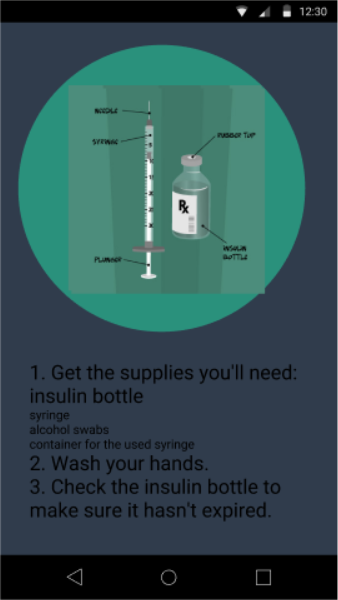 12:30
NEEDLE
SYRINGE
RUBBER TOP
Rx
PLUNGER
INSULIN
BOTTLE
1. Get the supplies you'll need:
insulin bottle
syringe
alcohol swabs
container for the used syringe
2. Wash your hands.
3. Check the insulin bottle to
make sure it hasn't expired.